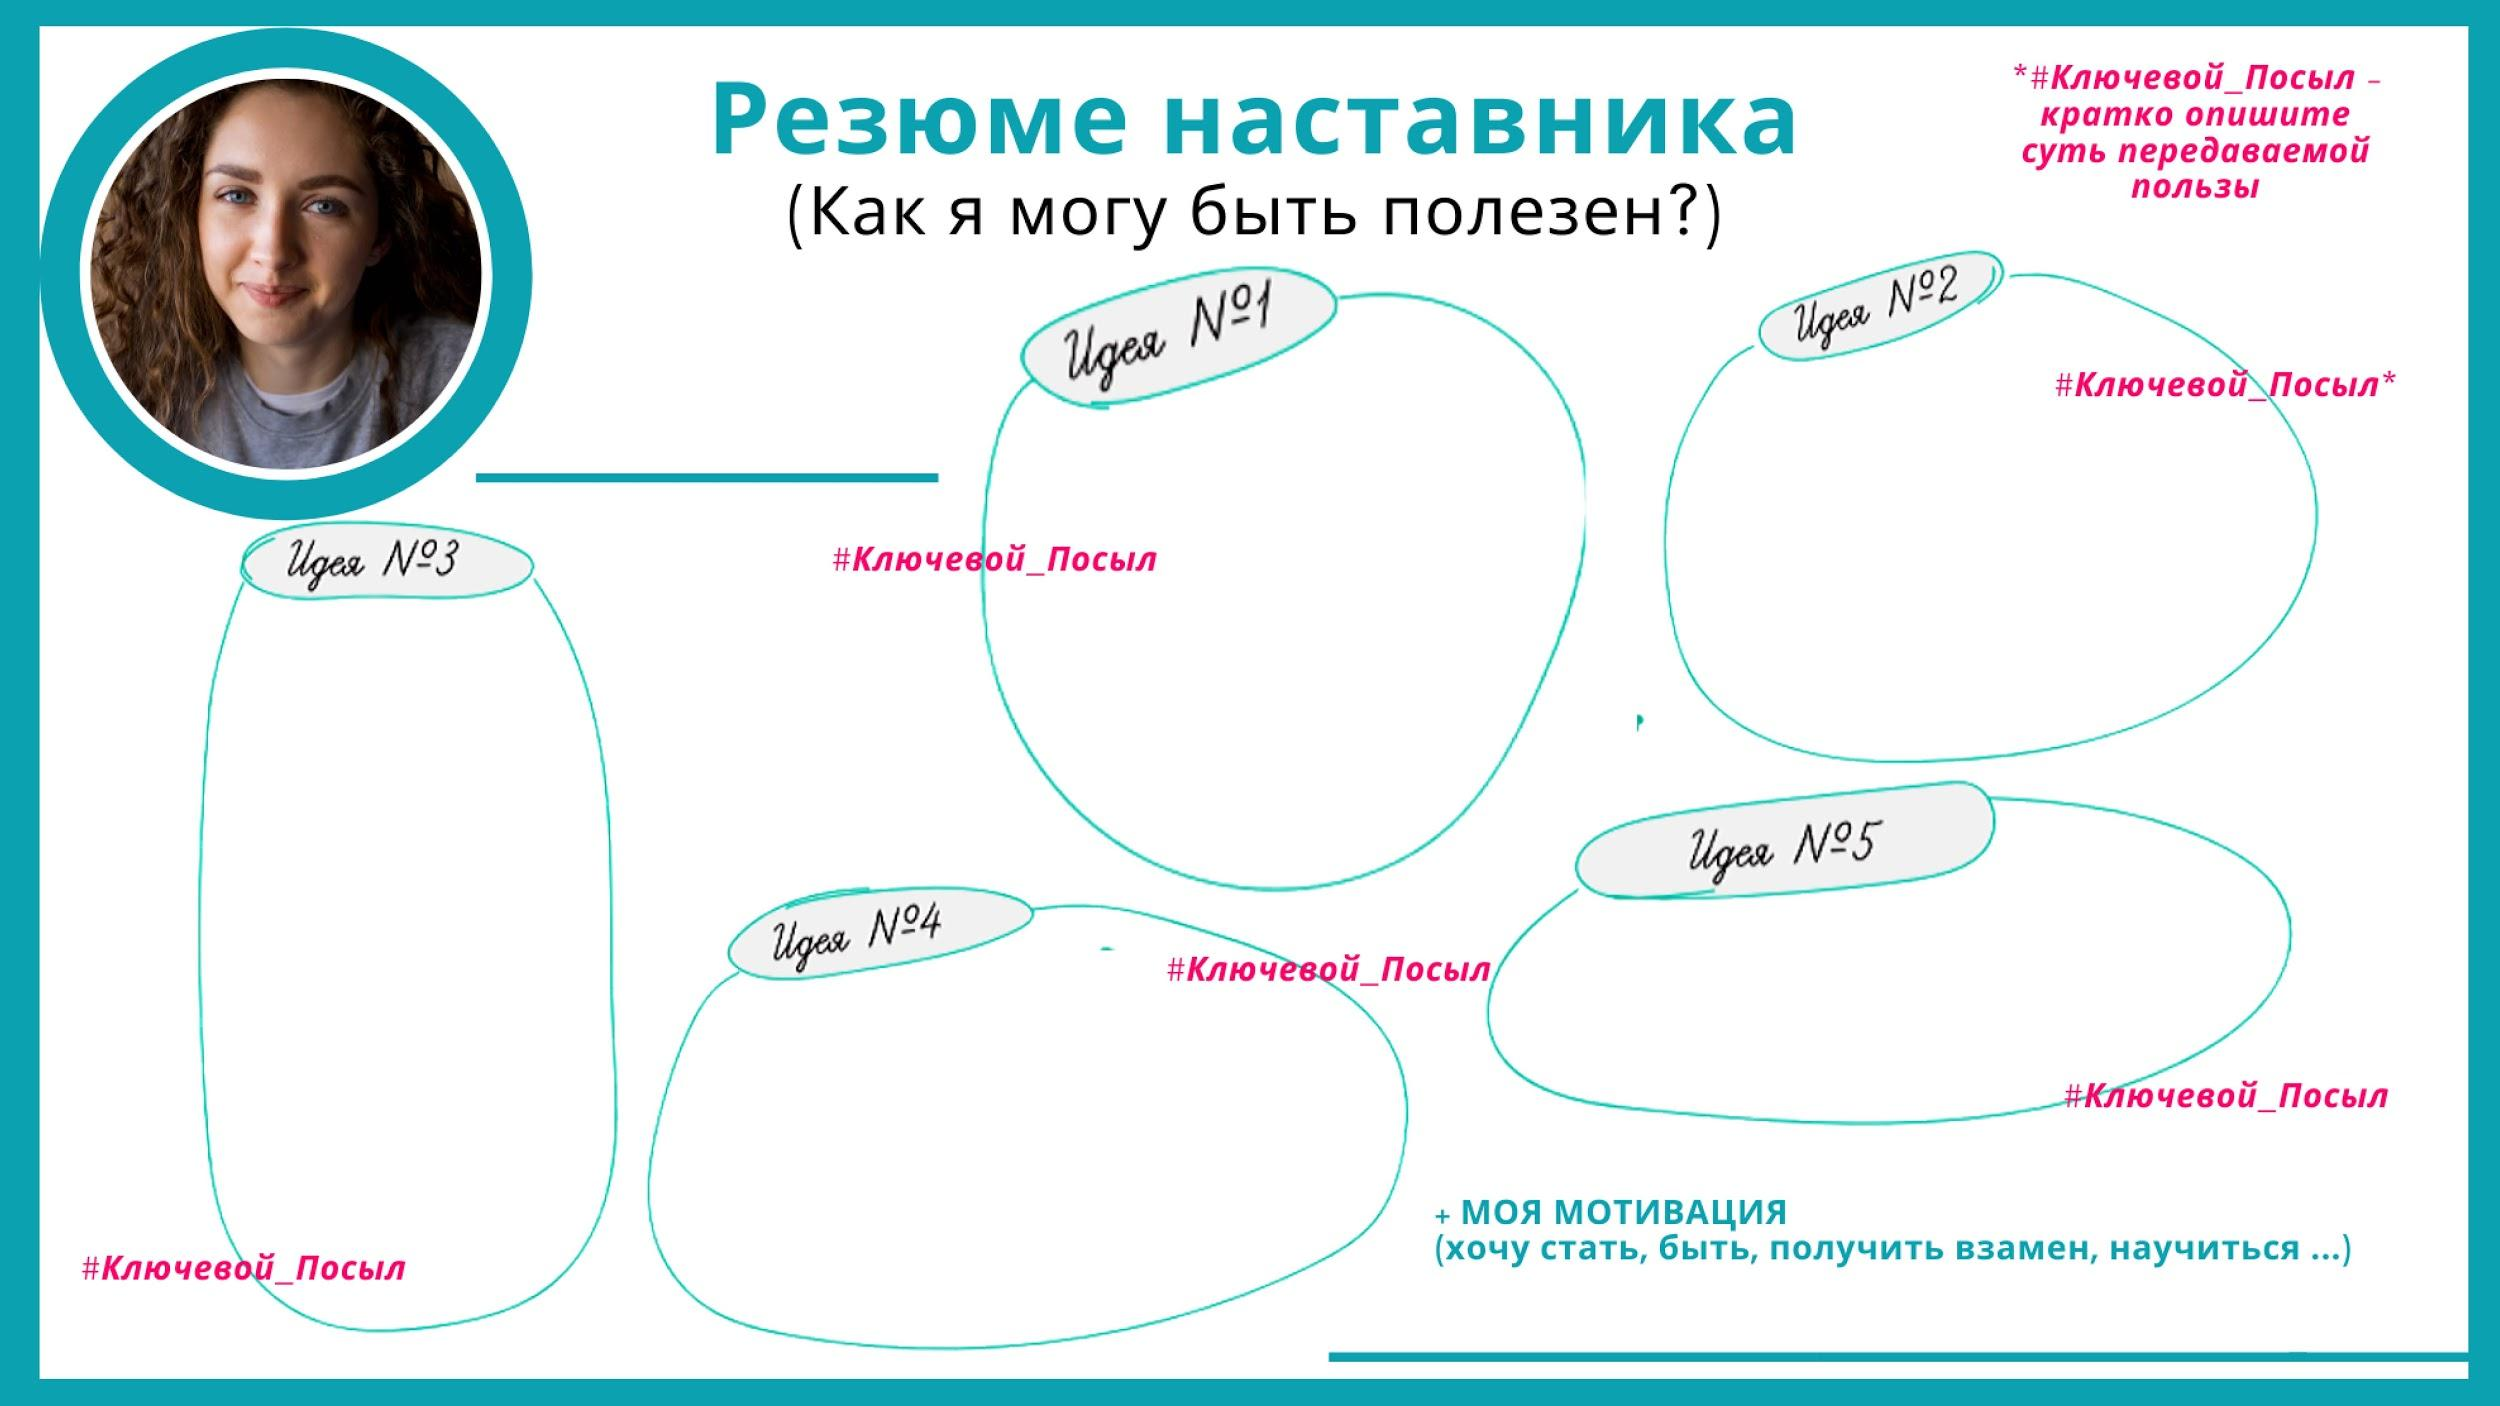 Резюме наставника
(Как я могу быть полезен?)
*#Ключевой_Посыл –
кратко опишите
суть передаваемой
пользы
Идея №1
#Ключевой_Посыл
Идея №2
#Ключевой_Посыл*
Идея №3
#Ключевой_Посыл
Идея №4
#Ключевой_Посыл
Идея №5
#Ключевой_Посыл
+ МОЯ МОТИВАЦИЯ
(хочу стать, быть, получить взамен, научиться ...)